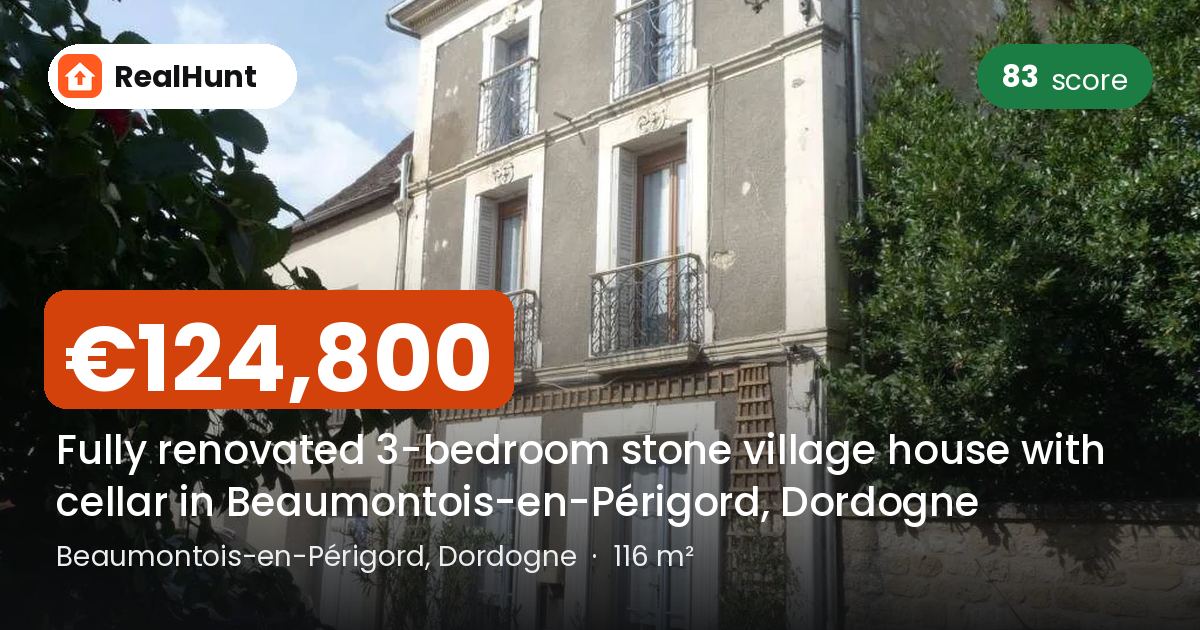 RealHunt
83 score
€124,800
Fully renovated 3-bedroom stone village house with
cellar in Beaumontois-en-Périgord, Dordogne
Beaumontois-en-Périgord, Dordogne · 116 m²